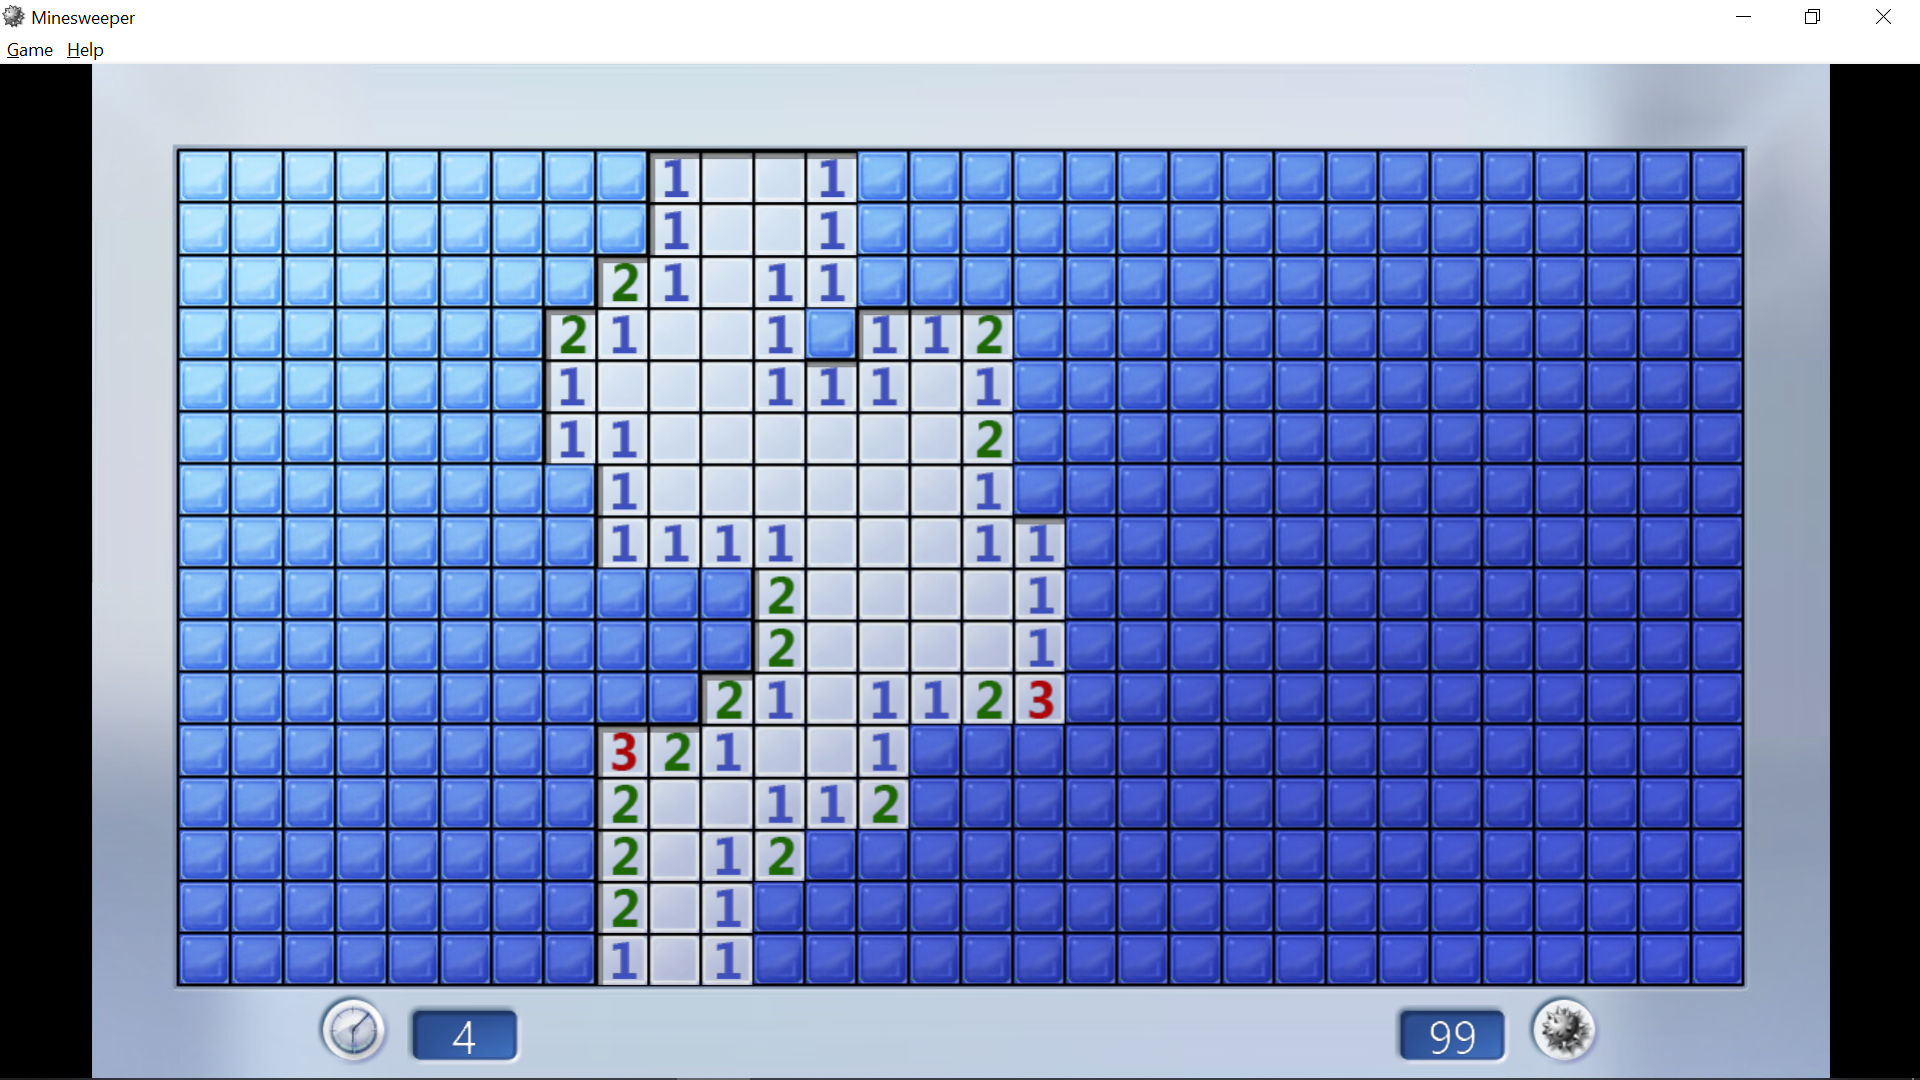 Minesweeper
Game Help
1 1
1 1
2 1 1 1
2 1 1 1 1 2
1 1 1 1 1
1 1 2
1 1
1 1 1 1 1 1
2 1
2 1
2 1 1 1 2 3
3 2 1 1
2 1 1 2
2 1 2
2 1
1 1
4 99